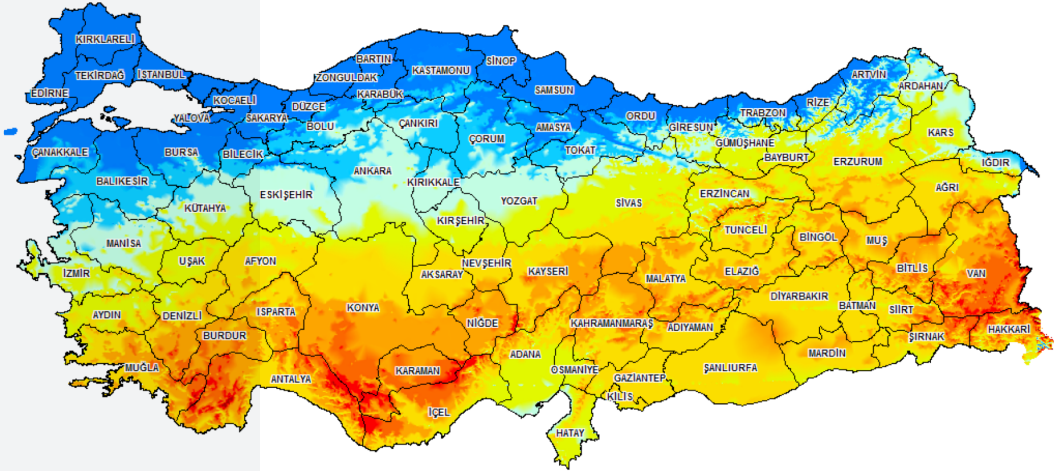 KIRKLARELİ
TEKİRDAĞ
İSTANBUL
EDİRNE
KOCAELİ
YALOVA
SAKARYA
DÜZCE
ZONGULDAK
BARTIN
KARABÜK
KASTAMONU
SİNOP
SAMSUN
ORDU
GİRESUN
TRABZON
RİZE
ARTVİN
ARDAHAN
ÇANAKKALE
BURSA
BİLECİK
BOLU
ÇANKIRI
ÇORUM
AMASYA
TOKAT
GÜMÜŞHANE
BAYBURT
ERZURUM
KARS
IĞDIR
BALIKESİR
KÜTAHYA
ESKİŞEHİR
ANKARA
KIRIKKALE
KIRŞEHİR
YOZGAT
SİVAS
ERZİNCAN
TUNCELİ
BİNGÖL
MUŞ
AĞRI
MANİSA
UŞAK
AFYON
AKSARAY
NEVŞEHİR
KAYSERİ
MALATYA
ELAZIĞ
BİTLİS
VAN
İZMİR
AYDIN
DENİZLİ
ISPARTA
BURDUR
KONYA
NİĞDE
KAHRAMANMARAŞ
ADIYAMAN
DİYARBAKIR
BATMAN
SİİRT
ŞIRNAK
HAKKARİ
MUĞLA
ANTALYA
KARAMAN
İÇEL
ADANA
OSMANİYE
GAZİANTEP
KİLİS
HATAY
ŞANLIURFA
MARDİN